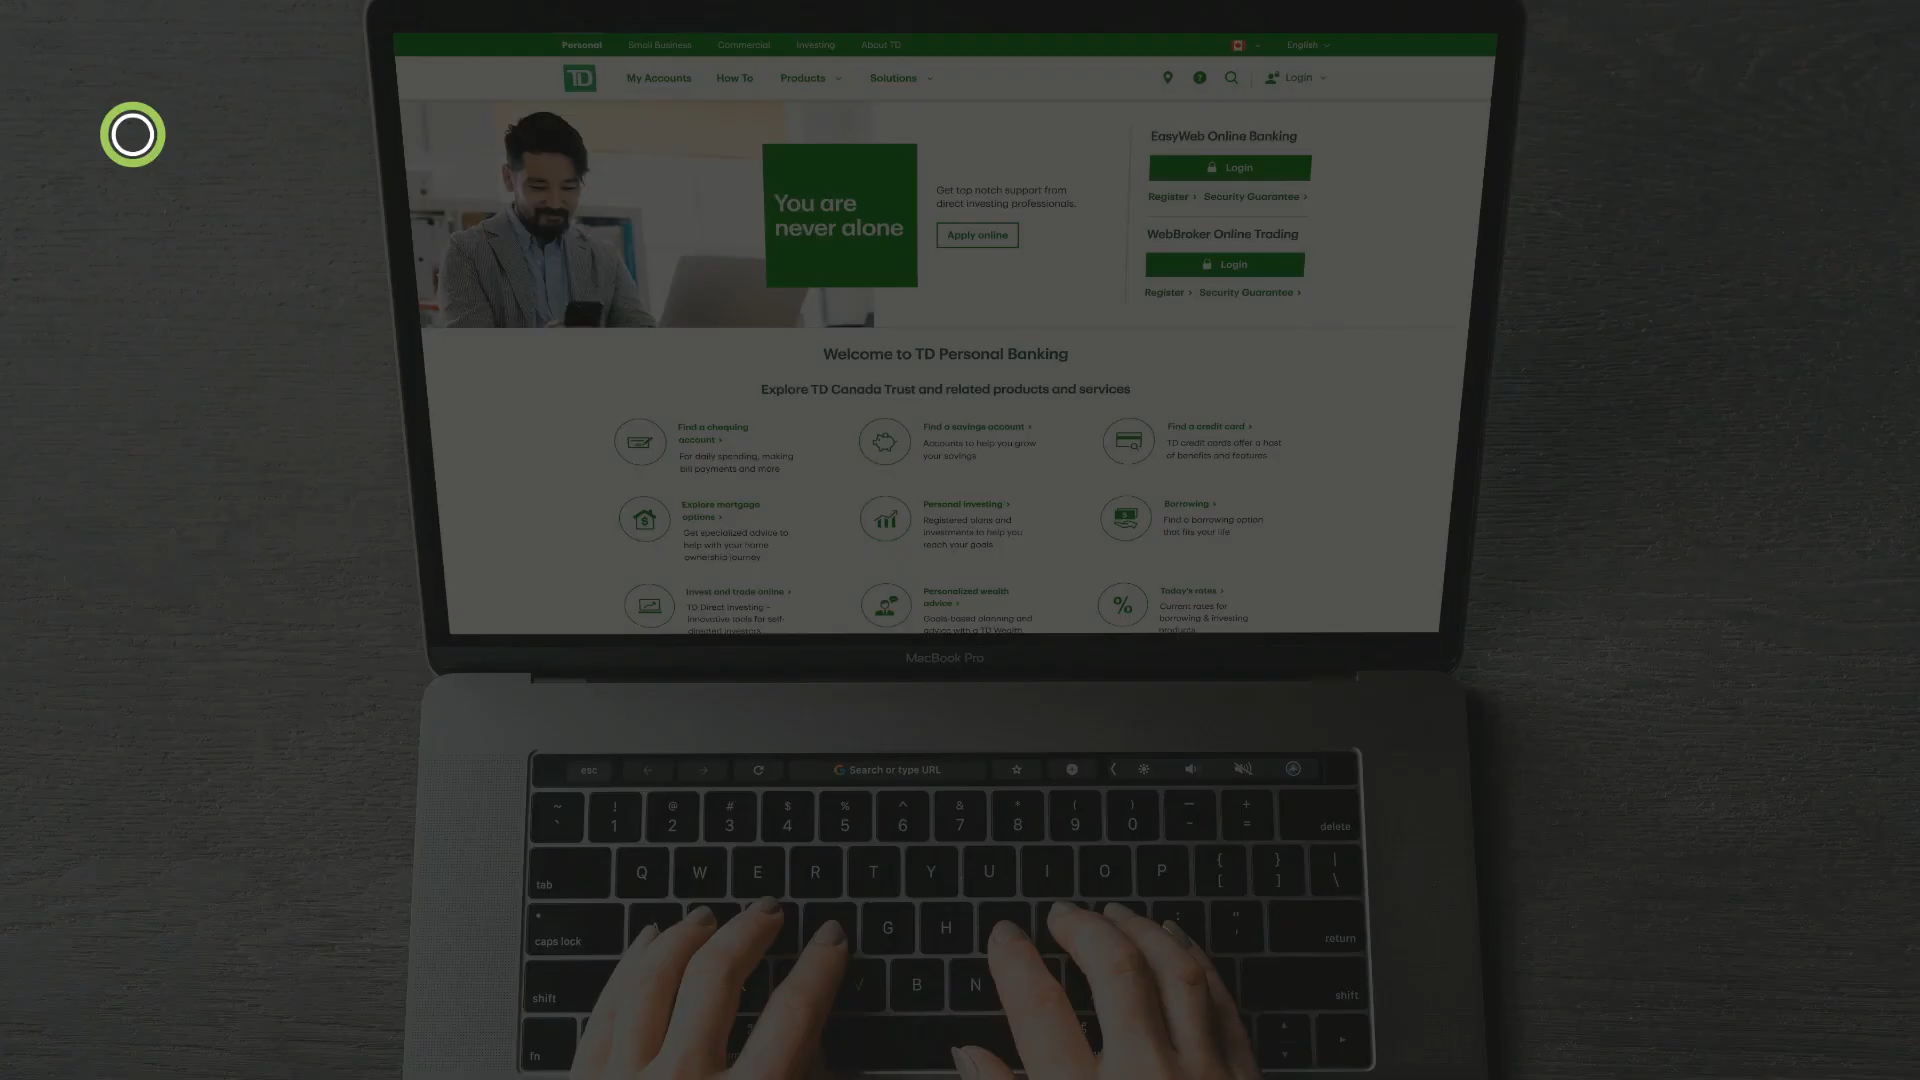 Personal Small Business Commercial Investing About TD English
TD My Accounts How To Products Solutions Login
You are
never alone
Get top notch support from
direct investing professionals.
Apply online
EasyWeb Online Banking
Login
Register › Security Guarantee ›
WebBroker Online Trading
Login
Register › Security Guarantee ›
Welcome to TD Personal Banking
Explore TD Canada Trust and related products and services
Find a chequing
account ›
For daily spending, making
bill payments and more
Find a savings account ›
Accounts to help you grow
your savings
Find a credit card ›
TD credit cards offer a host
of benefits and features
Explore mortgage
options ›
Get specialized advice to
help with your home
ownership journey
Personal investing ›
Registered plans and
investments to help you
reach your goals
Borrowing ›
Find a borrowing option
that fits your life
Invest and trade online ›
TD Direct Investing –
innovative tools for self-
directed investors
Personalized wealth
advice ›
Goals-based planning and
advice with a TD Wealth
Today's rates ›
Current rates for
borrowing & investing
products
MacBook Pro
esc Search or type URL
~ ! @ # $ % ^ & * ( ) — +
` 1 2 3 4 5 6 7 8 9 0 - = delete
tab Q W E R T Y U I O P { [ } ] | \
caps lock A G H : " ' return
shift V B N shift
fn